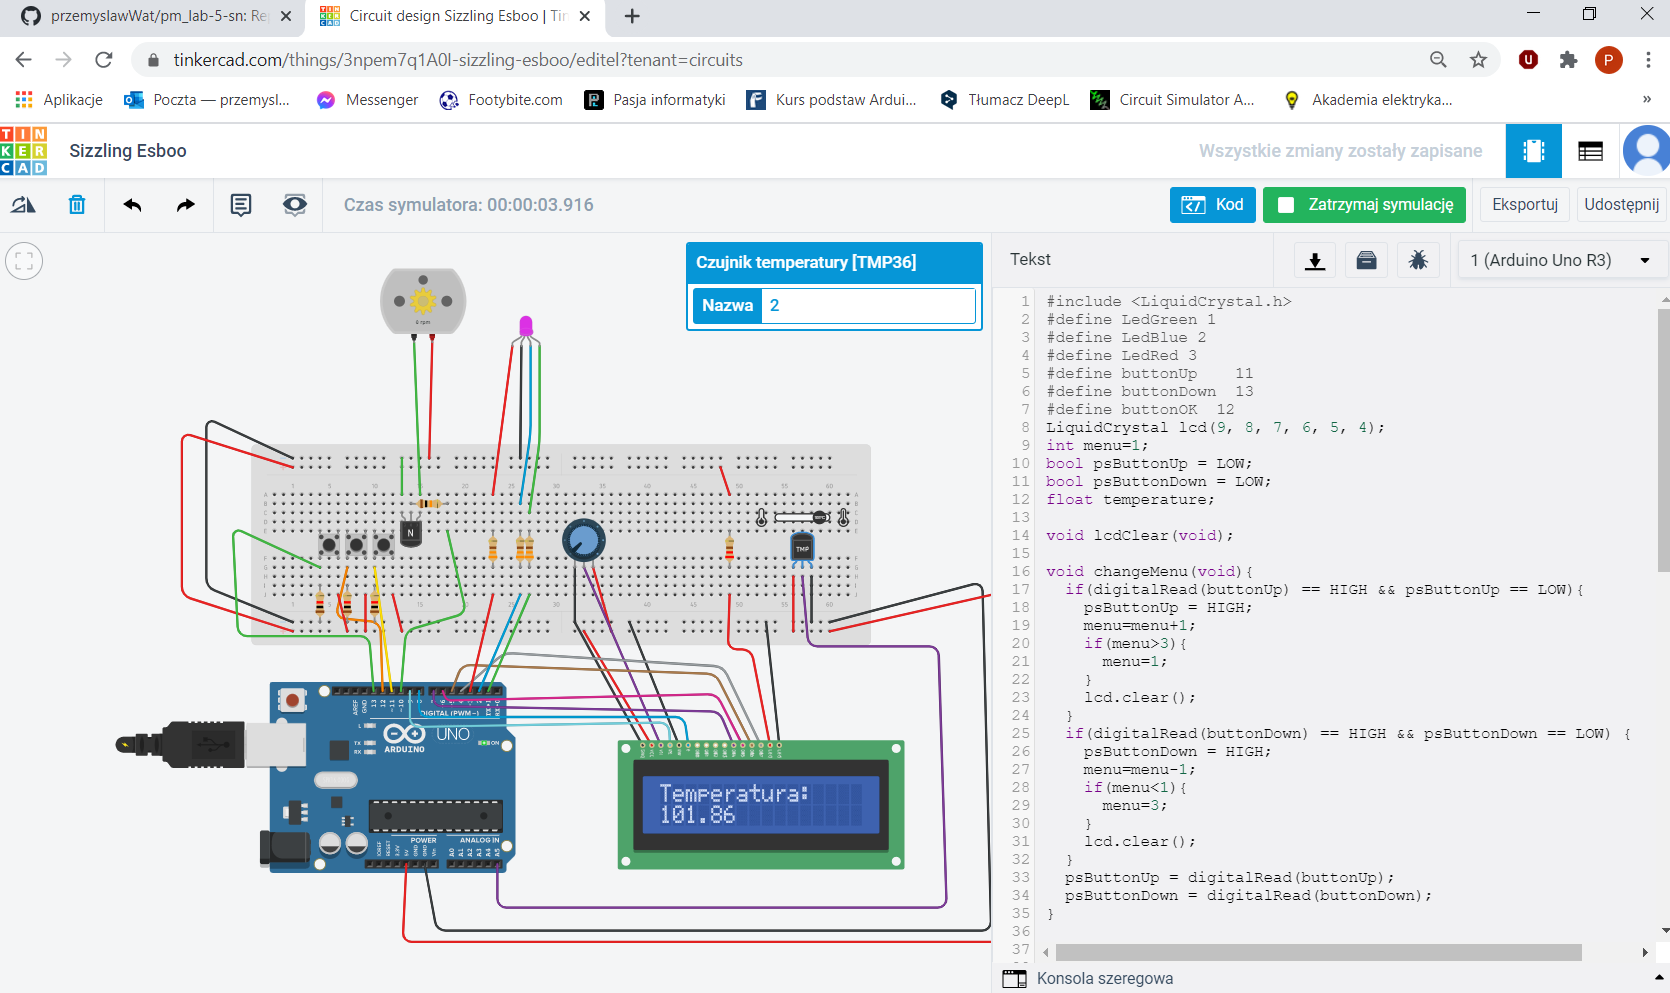 przemyslawWat/pm_lab-5-sn: Re
Circuit design Sizzling Esboo | Tin
tinkercad.com/things/3npem7q1A0I-sizzling-esboo/editel?tenant=circuits
P
Aplikacje
Poczta — przemysl...
Messenger
Footybite.com
Pasja informatyki
Kurs podstaw Ardui...
Tłumacz DeepL
Circuit Simulator A...
Akademia elektryka...
»
TIN
KER
CAD
Sizzling Esboo
Wszystkie zmiany zostały zapisane
Czas symulatora: 00:00:03.916
Kod
Zatrzymaj symulację
Eksportuj
Udostępnij
Czujnik temperatury [TMP36]
Nazwa 2
0 rpm
N
TMP
DIGITAL (PWM~)
UNO
ARDUINO
TX
RX
L
ON
POWER
ANALOG IN
Temperatura:
101.86
Tekst
1 (Arduino Uno R3)
1 #include <LiquidCrystal.h>
2 #define LedGreen 1
3 #define LedBlue 2
4 #define LedRed 3
5 #define buttonUp    11
6 #define buttonDown  13
7 #define buttonOK  12
8 LiquidCrystal lcd(9, 8, 7, 6, 5, 4);
9 int menu=1;
10 bool psButtonUp = LOW;
11 bool psButtonDown = LOW;
12 float temperature;
13
14 void lcdClear(void);
15
16 void changeMenu(void){
17   if(digitalRead(buttonUp) == HIGH && psButtonUp == LOW){
18     psButtonUp = HIGH;
19     menu=menu+1;
20     if(menu>3){
21       menu=1;
22     }
23     lcd.clear();
24   }
25   if(digitalRead(buttonDown) == HIGH && psButtonDown == LOW) {
26     psButtonDown = HIGH;
27     menu=menu-1;
28     if(menu<1){
29       menu=3;
30     }
31     lcd.clear();
32   }
33   psButtonUp = digitalRead(buttonUp);
34   psButtonDown = digitalRead(buttonDown);
35 }
36
37
Konsola szeregowa